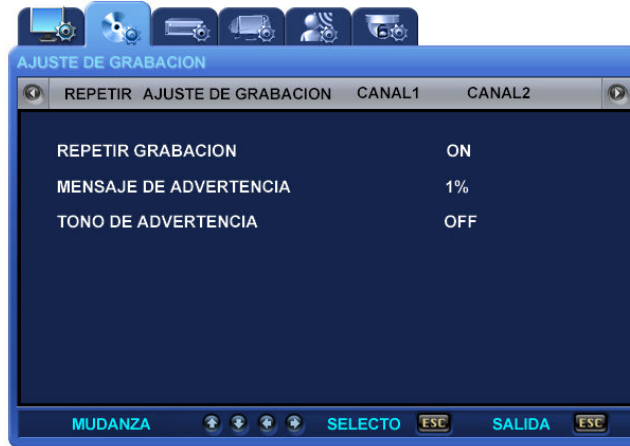 AJUSTE DE GRABACION
REPETIR AJUSTE DE GRABACION CANAL1 CANAL2
REPETIR GRABACION ON
MENSAJE DE ADVERTENCIA 1%
TONO DE ADVERTENCIA OFF
MUDANZA SELECTO ESC SALIDA ESC